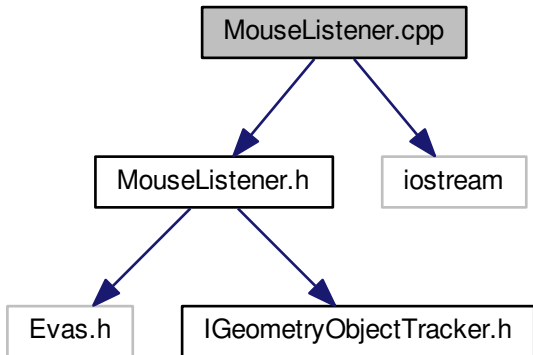 MouseListener.cpp
MouseListener.h
iostream
Evas.h
IGeometryObjectTracker.h